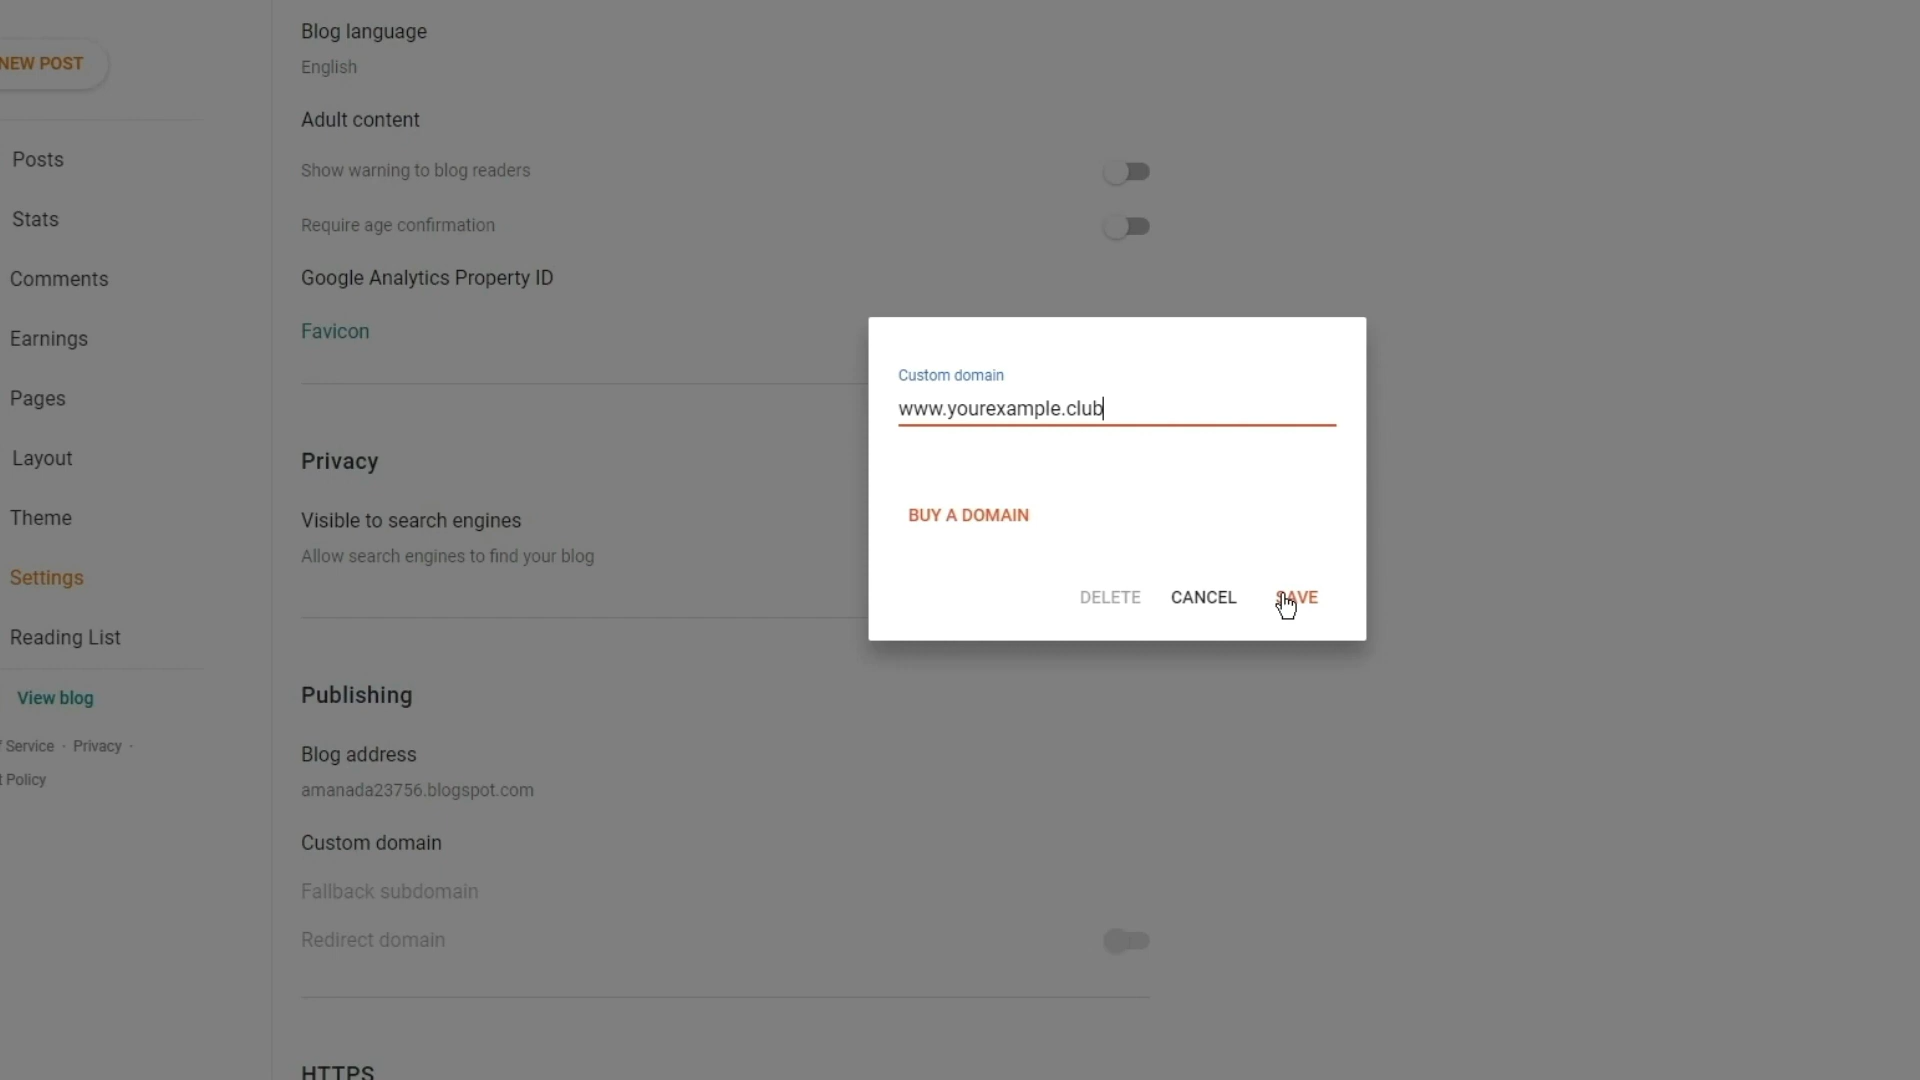 NEW POST
Posts
Stats
Comments
Earnings
Pages
Layout
Theme
Settings
Reading List
View blog
Service · Privacy ·
Policy
Blog language
English
Adult content
Show warning to blog readers
Require age confirmation
Google Analytics Property ID
Favicon
Privacy
Visible to search engines
Allow search engines to find your blog
Publishing
Blog address
amanada23756.blogspot.com
Custom domain
Fallback subdomain
Redirect domain
HTTPS
Custom domain
www.yourexample.club
BUY A DOMAIN
DELETE CANCEL SAVE